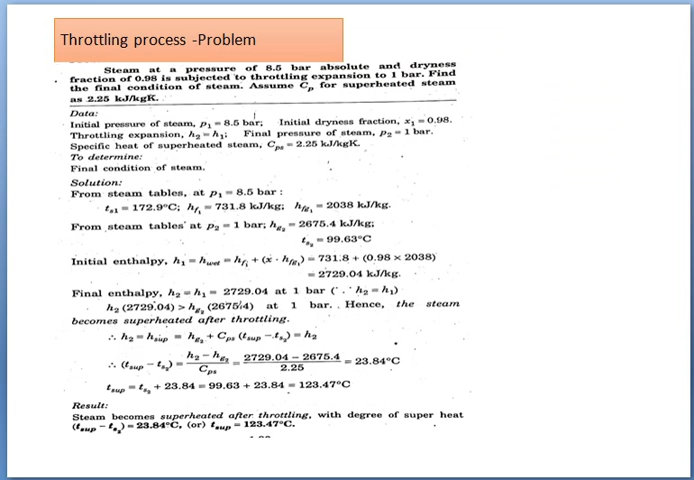 Throttling process -Problem
Steam at a pressure of 8.5 bar absolute and dryness
fraction of 0.98 is subjected to throttling expansion to 1 bar. Find
the final condition of steam. Assume Cp for superheated steam
as 2.25 kJ/kgK.
Data:
Initial pressure of steam, p₁ = 8.5 bar; Initial dryness fraction, x₁ = 0.98.
Throttling expansion, h₂ = h₁; Final pressure of steam, p₂ = 1 bar.
Specific heat of superheated steam, Cps = 2.25 kJ/kgK.
To determine:
Final condition of steam.
Solution:
From steam tables, at p₁ = 8.5 bar :
ts1 = 172.9°C; hf₁ = 731.8 kJ/kg; hfg₁ = 2038 kJ/kg.
From steam tables at p₂ = 1 bar; hg₂ = 2675.4 kJ/kg;
ts₂ = 99.63°C
Initial enthalpy, h₁ = hwet = hf₁ + (x · hfg₁) = 731.8 + (0.98 × 2038)
= 2729.04 kJ/kg.
Final enthalpy, h₂ = h₁ = 2729.04 at 1 bar (∵ h₂ = h₁)
h₂ (2729.04) > hg₂ (2675.4) at 1 bar. Hence, the steam
becomes superheated after throttling.
∴ h₂ = hsup = hg₂ + Cps (tsup – ts₂) = h₂
∴ (tsup – ts₂) = (h₂ – hg₂) / Cps = (2729.04 – 2675.4) / 2.25 = 23.84°C
tsup = ts₂ + 23.84 = 99.63 + 23.84 = 123.47°C
Result:
Steam becomes superheated after throttling, with degree of super heat
(tsup – ts₂) = 23.84°C, (or) tsup = 123.47°C.